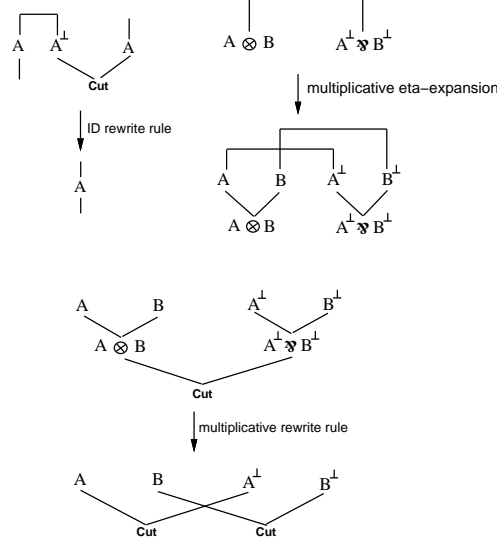 A A⊥ A
Cut
ID rewrite rule
A
A ⊗ B A⊥ ⅋ B⊥
multiplicative eta-expansion
A B A⊥ B⊥
A ⊗ B A⊥ ⅋ B⊥
A B A⊥ B⊥
A ⊗ B A⊥ ⅋ B⊥
Cut
multiplicative rewrite rule
A B A⊥ B⊥
Cut Cut